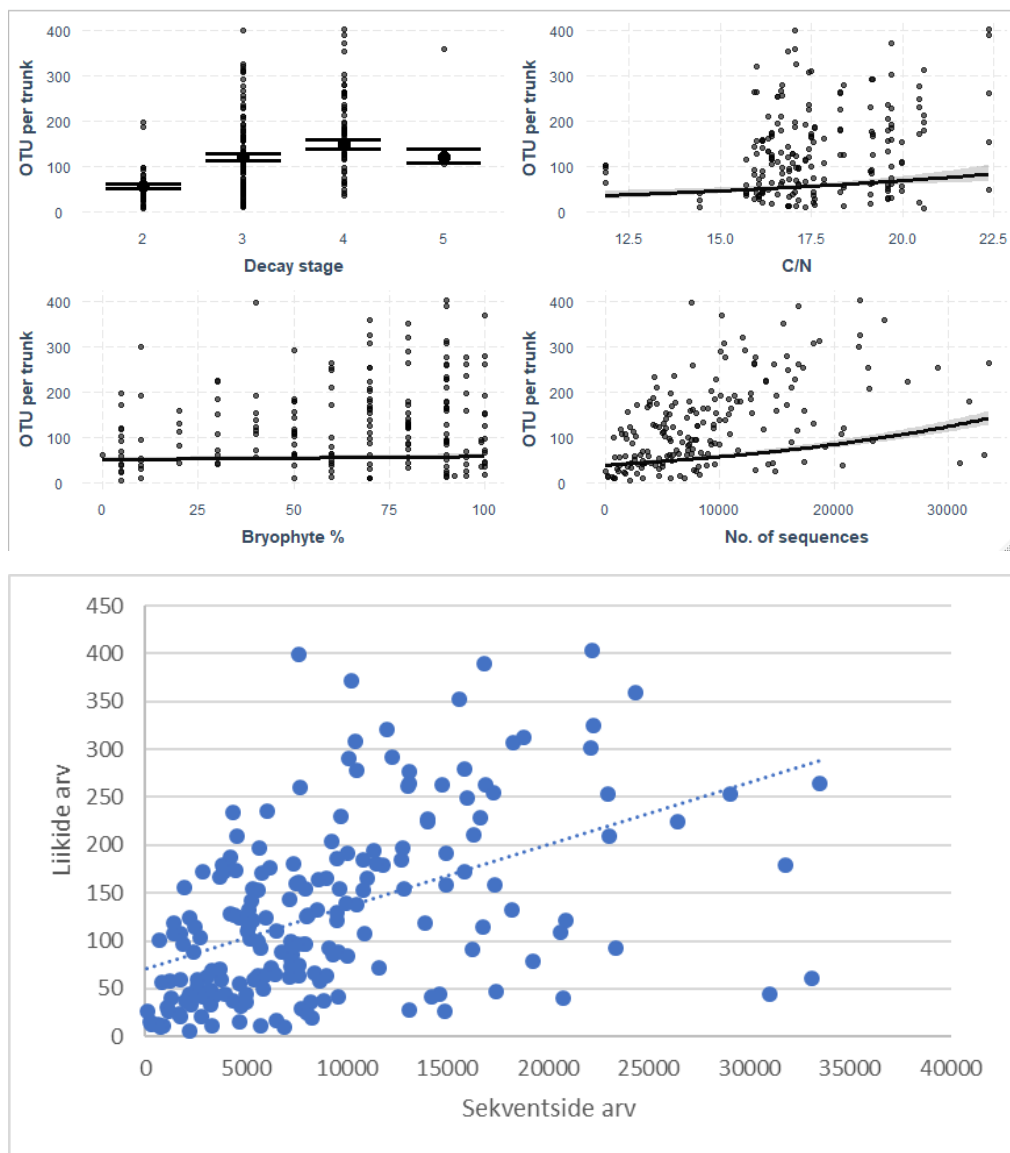 OTU per trunk
400
300
200
100
0
2 3 4 5
Decay stage
OTU per trunk
400
300
200
100
0
12.5 15.0 17.5 20.0 22.5
C/N
OTU per trunk
400
300
200
100
0
0 25 50 75 100
Bryophyte %
OTU per trunk
400
300
200
100
0
0 10000 20000 30000
No. of sequences
Liikide arv
450
400
350
300
250
200
150
100
50
0
0 5000 10000 15000 20000 25000 30000 35000 40000
Sekventside arv